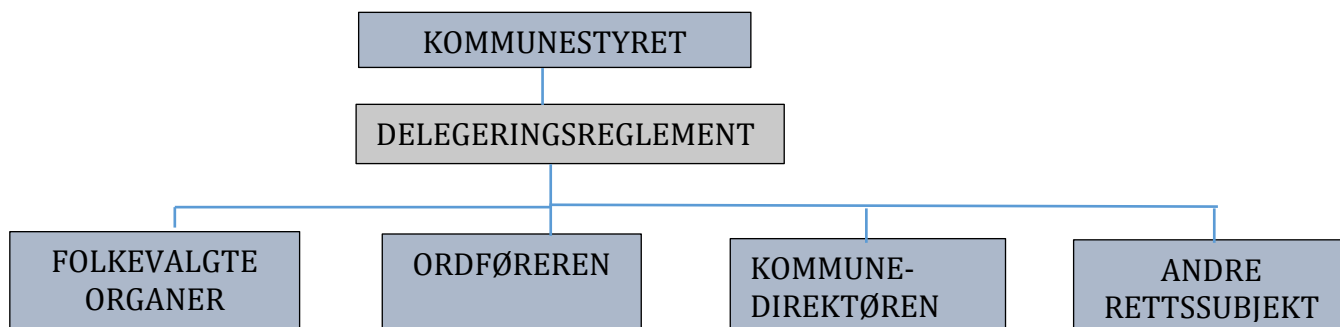 KOMMUNESTYRET
DELEGERINGSREGLEMENT
FOLKEVALGTE
ORGANER
ORDFØREREN
KOMMUNE-
DIREKTØREN
ANDRE
RETTSSUBJEKT